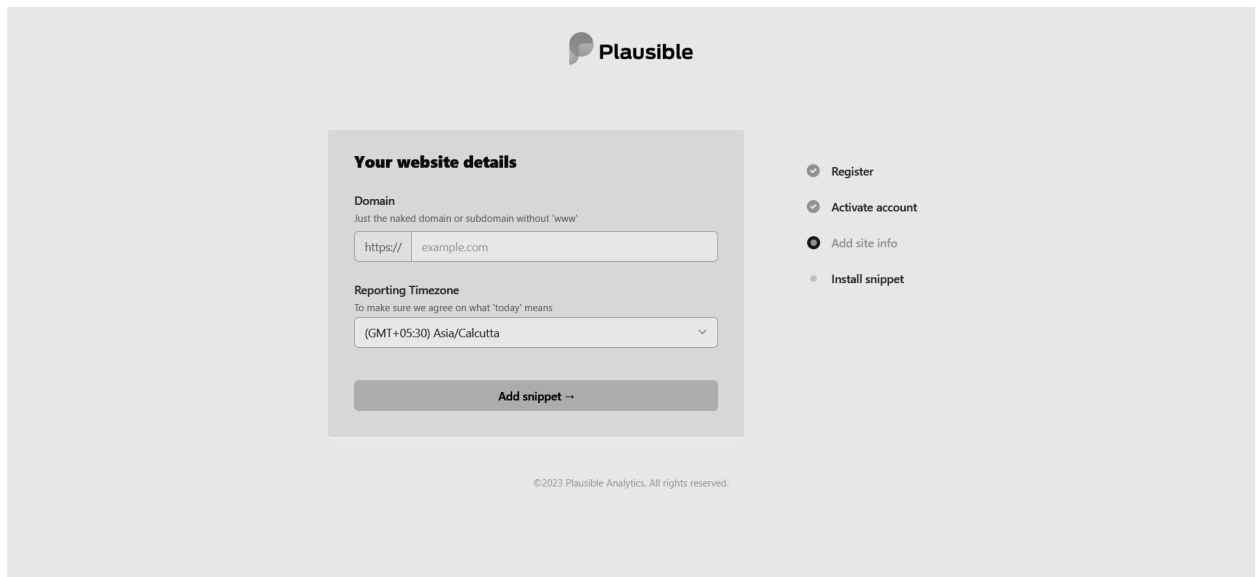 Plausible
Your website details
Domain
Just the naked domain or subdomain without 'www'
https:// example.com
Reporting Timezone
To make sure we agree on what 'today' means
(GMT+05:30) Asia/Calcutta
Add snippet →
Register
Activate account
Add site info
Install snippet
©2023 Plausible Analytics. All rights reserved.